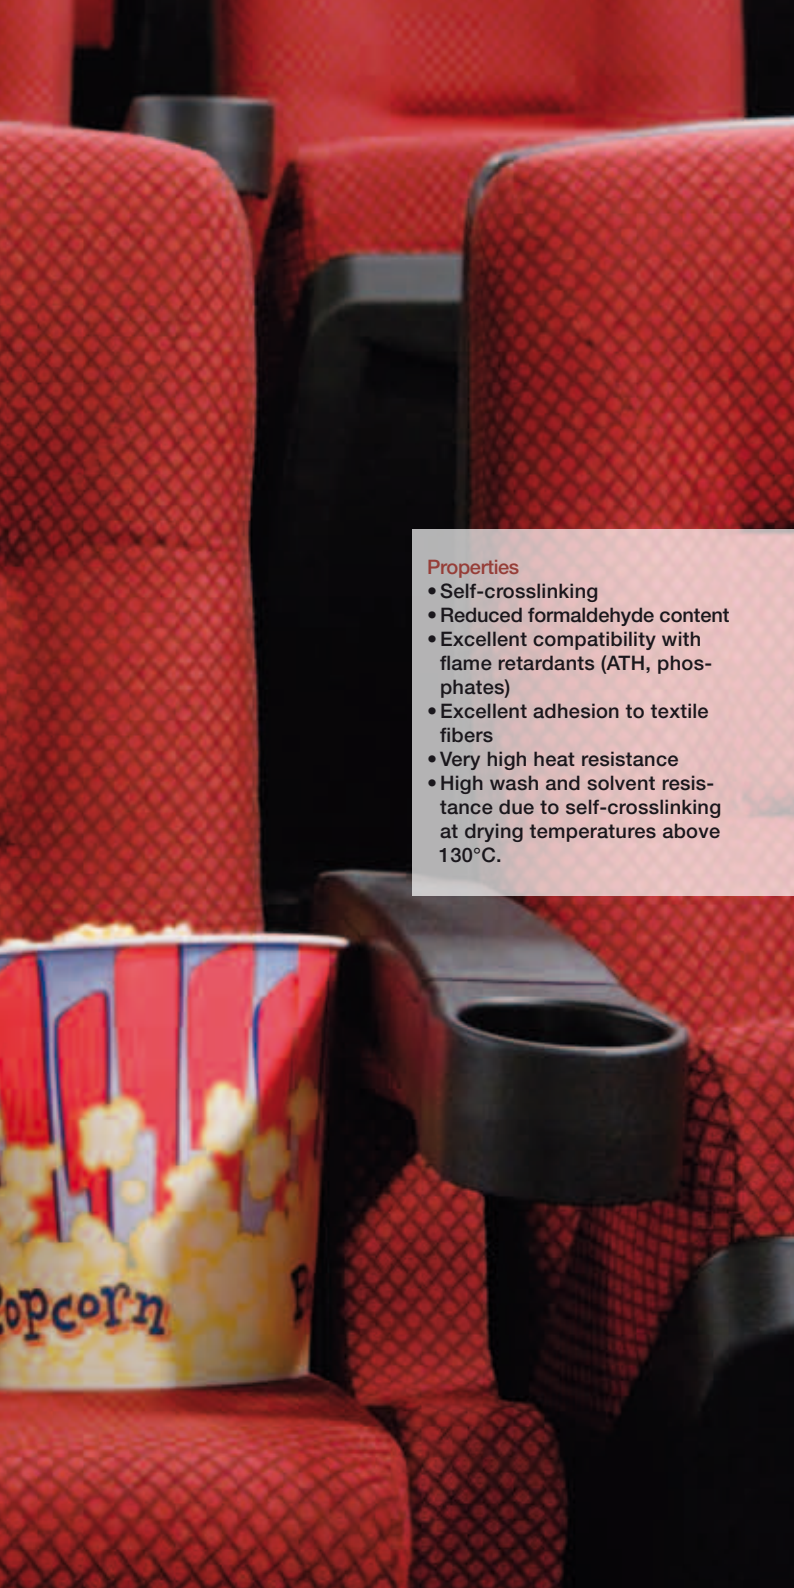 Properties
• Self-crosslinking
• Reduced formaldehyde content
• Excellent compatibility with
flame retardants (ATH, phos-
phates)
• Excellent adhesion to textile
fibers
• Very high heat resistance
• High wash and solvent resis-
tance due to self-crosslinking
at drying temperatures above
130°C.
Popcorn
P